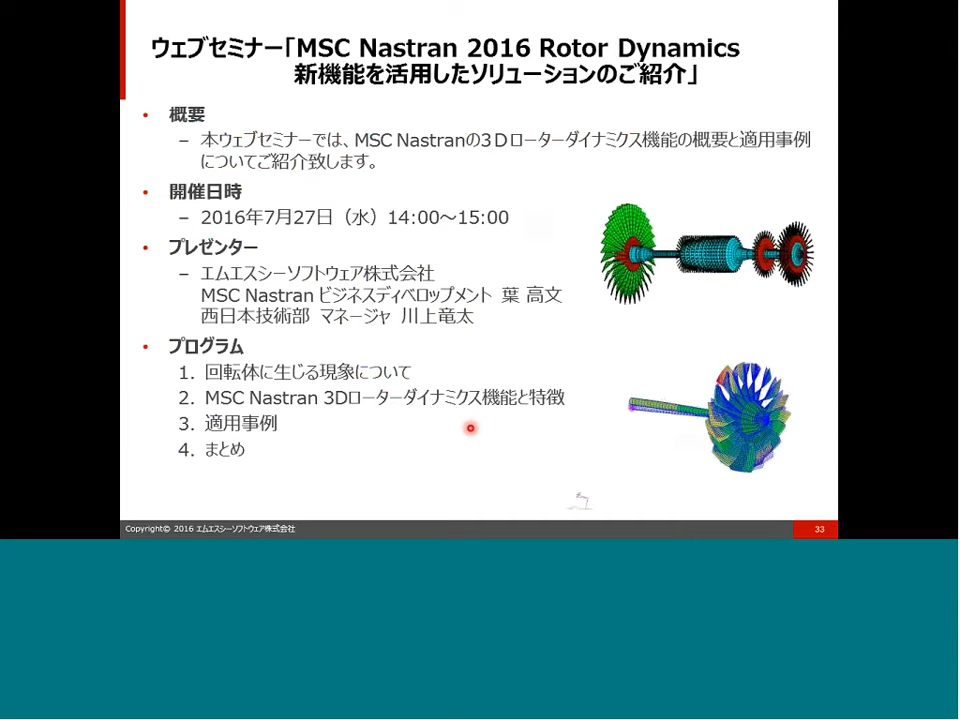 ウェブセミナー「MSC Nastran 2016 Rotor Dynamics
新機能を活用したソリューションのご紹介」
• 概要
– 本ウェブセミナーでは、MSC Nastranの3Dローターダイナミクス機能の概要と適用事例
についてご紹介致します。
• 開催日時
– 2016年7月27日（水）14:00～15:00
• プレゼンター
– エムエスシーソフトウェア株式会社
MSC Nastran ビジネスディベロップメント 葉 高文
西日本技術部 マネージャ 川上竜太
• プログラム
1. 回転体に生じる現象について
2. MSC Nastran 3Dローターダイナミクス機能と特徴
3. 適用事例
4. まとめ
Copyright© 2016 エムエスシーソフトウェア株式会社
33